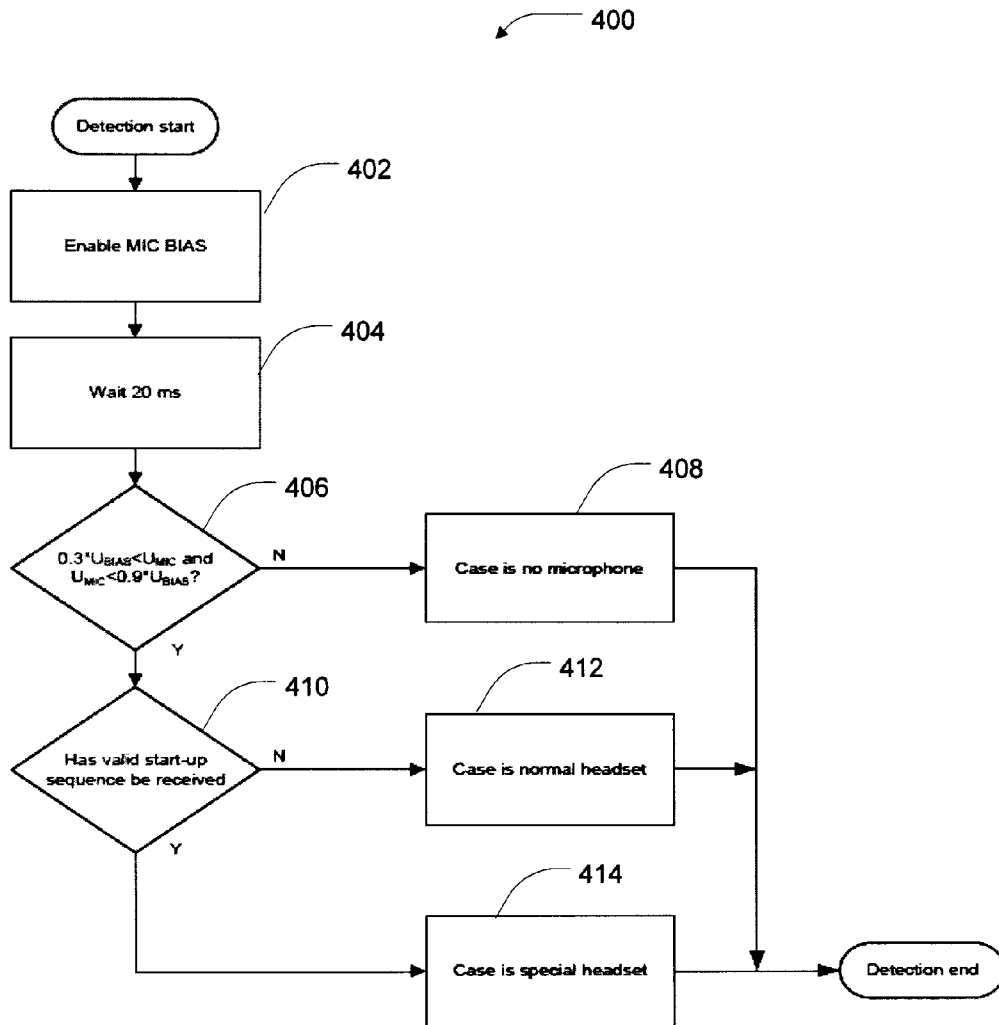 400
Detection start
402
Enable MIC BIAS
404
Wait 20 ms
406
0.3*U_BIAS<U_MIC and
U_MIC<0.9*U_BIAS?
N
Y
408
Case is no microphone
410
Has valid start-up
sequence be received
N
Y
412
Case is normal headset
414
Case is special headset
Detection end